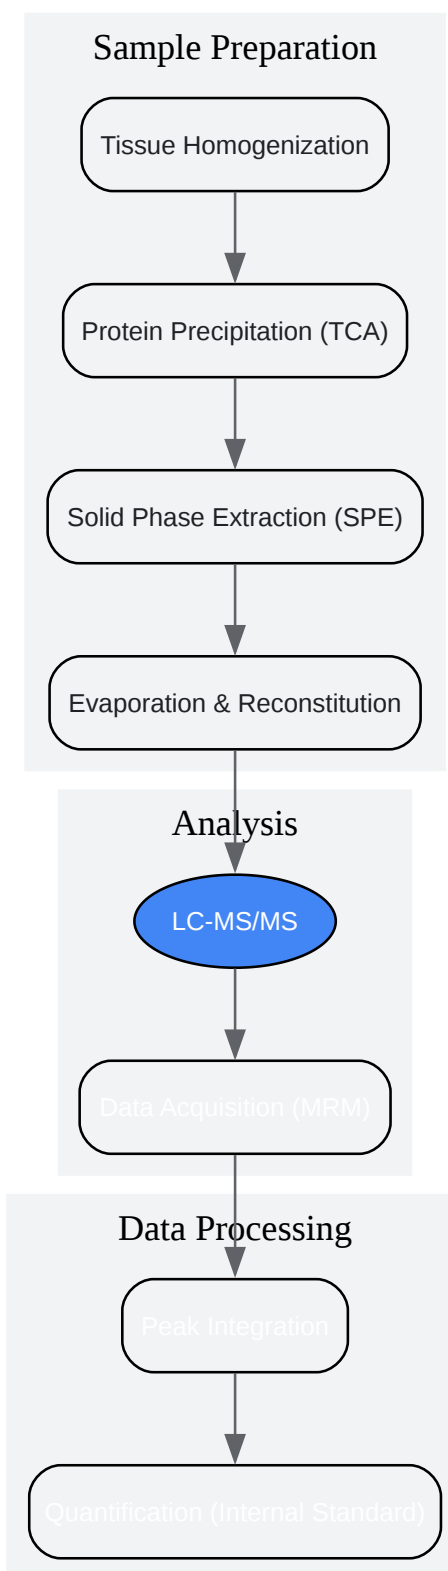 Sample Preparation
Tissue Homogenization
Protein Precipitation (TCA)
Solid Phase Extraction (SPE)
Evaporation & Reconstitution
Analysis
LC-MS/MS
Data Acquisition (MRM)
Data Processing
Peak Integration
Quantification (Internal Standard)